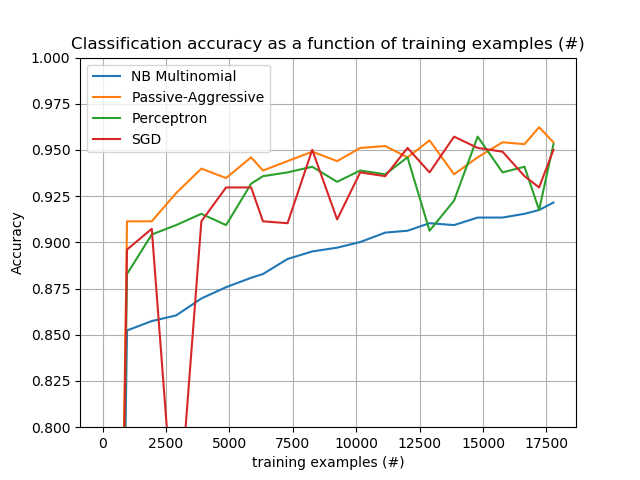 Classification accuracy as a function of training examples (#)
NB Multinomial
Passive-Aggressive
Perceptron
SGD
1.000
0.975
0.950
0.925
0.900
0.875
0.850
0.825
0.800
Accuracy
0 2500 5000 7500 10000 12500 15000 17500
training examples (#)